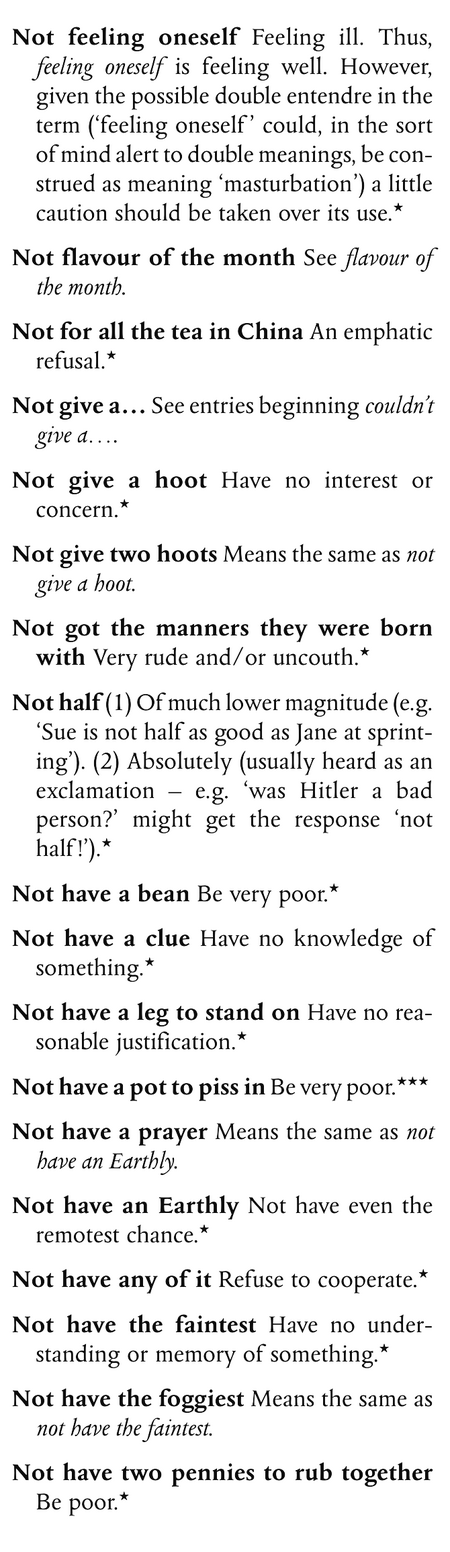 Not feeling oneself Feeling ill. Thus,
feeling oneself is feeling well. However,
given the possible double entendre in the
term (‘feeling oneself’ could, in the sort
of mind alert to double meanings, be con-
strued as meaning ‘masturbation’) a little
caution should be taken over its use.★
Not flavour of the month See flavour of
the month.
Not for all the tea in China An emphatic
refusal.★
Not give a… See entries beginning couldn’t
give a….
Not give a hoot Have no interest or
concern.★
Not give two hoots Means the same as not
give a hoot.
Not got the manners they were born
with Very rude and/or uncouth.★
Not half (1) Of much lower magnitude (e.g.
‘Sue is not half as good as Jane at sprint-
ing’). (2) Absolutely (usually heard as an
exclamation – e.g. ‘was Hitler a bad
person?’ might get the response ‘not
half!’).★
Not have a bean Be very poor.★
Not have a clue Have no knowledge of
something.★
Not have a leg to stand on Have no rea-
sonable justification.★
Not have a pot to piss in Be very poor.★★★
Not have a prayer Means the same as not
have an Earthly.
Not have an Earthly Not have even the
remotest chance.★
Not have any of it Refuse to cooperate.★
Not have the faintest Have no under-
standing or memory of something.★
Not have the foggiest Means the same as
not have the faintest.
Not have two pennies to rub together
Be poor.★